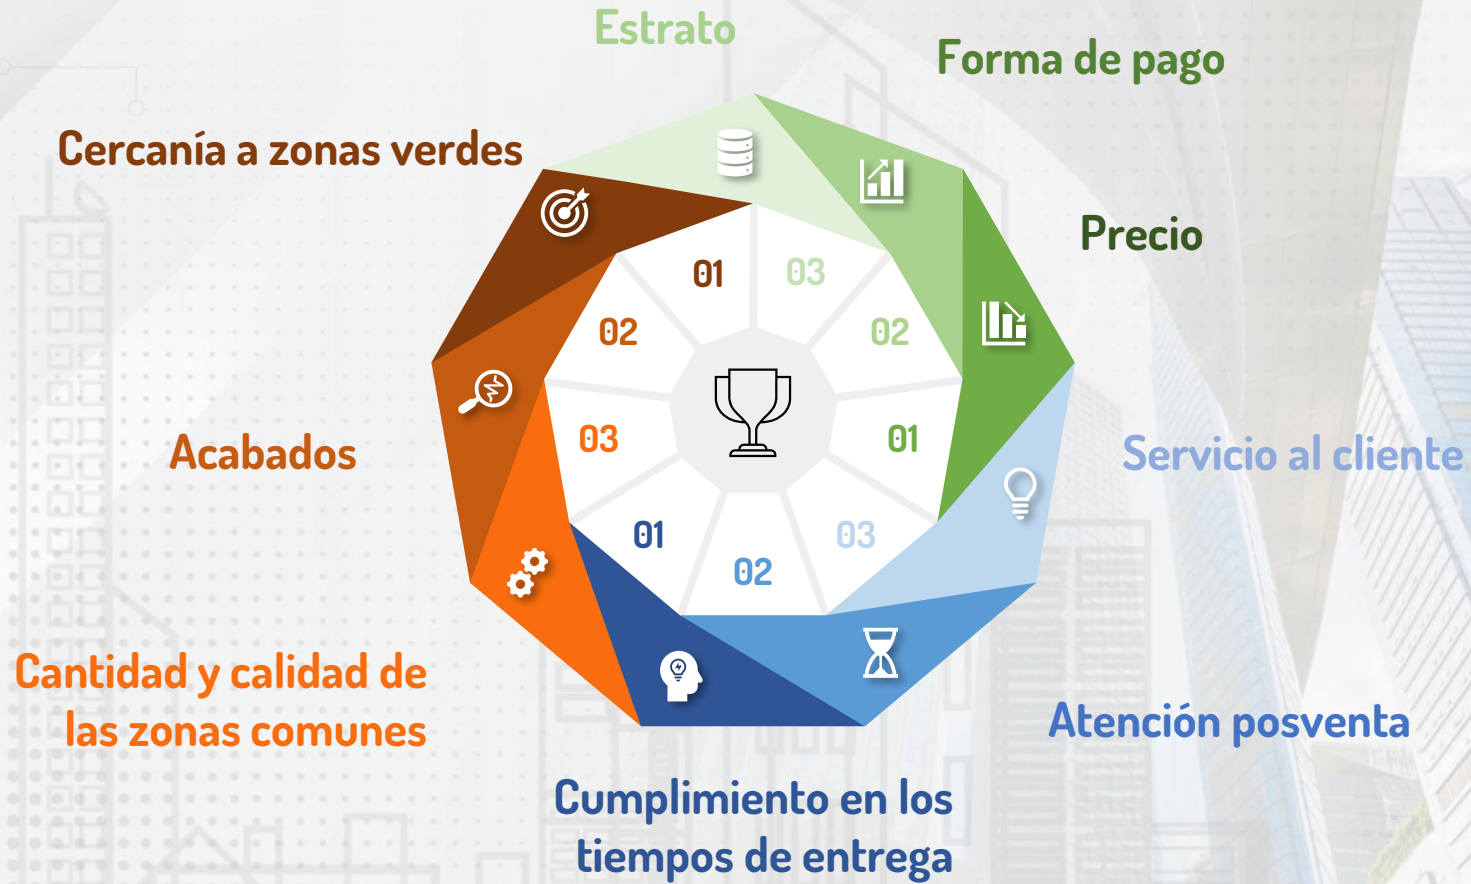 Estrato
Forma de pago
Cercanía a zonas verdes
Precio
01
03
02
02
03
01
Acabados
Servicio al cliente
01
03
02
Cantidad y calidad de
las zonas comunes
Atención posventa
Cumplimiento en los
tiempos de entrega